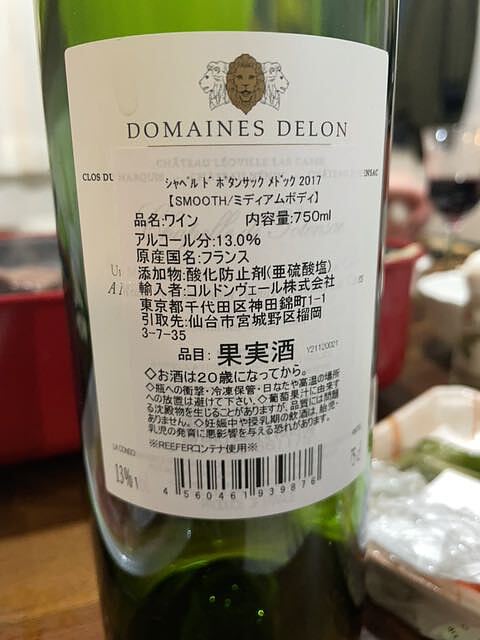 DOMAINES DELON
CHÂTEAU LÉOVILLE LAS CASES
CLOS DU
シャペル ド ポタンサック メドック 2017
【SMOOTH/ミディアムボディ】
品名:ワイン 内容量:750ml
アルコール分:13.0%
原産国名:フランス
添加物:酸化防止剤(亜硫酸塩)
輸入者:コルドンヴェール株式会社
東京都千代田区神田錦町1-1
引取先:仙台市宮城野区榴岡
3-7-35
品目:果実酒 Y21120021
◇お酒は20歳になってから。
◇瓶への衝撃・冷凍保管・日なたや高温の場所
への放置は避けて下さい。◇葡萄果汁に由来す
る沈殿物を生じることがありますが、品質には問題
ありません。◇妊娠中や授乳期の飲酒は、胎児・
乳児の発育に悪影響を与える恐れがあります。
※REEFERコンテナ使用※
13%
4 560461 939876